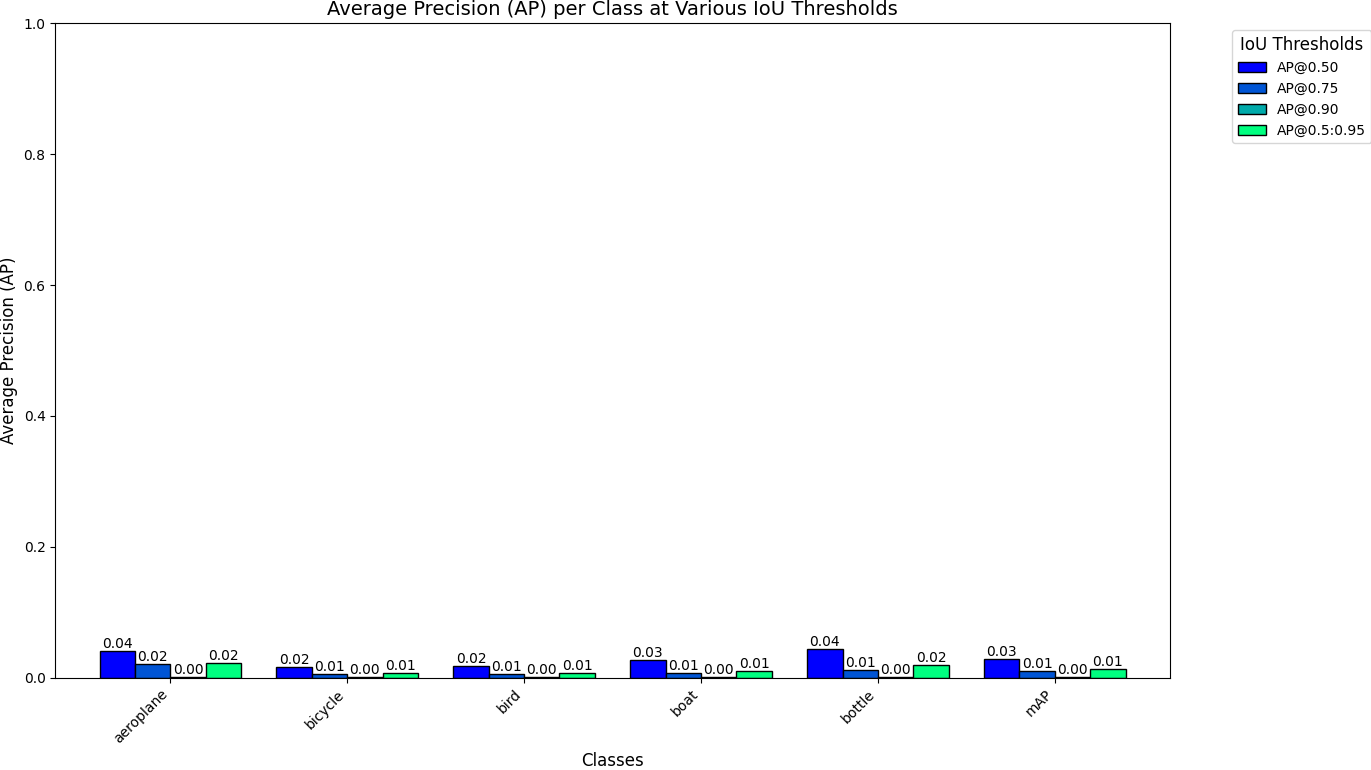 Average Precision (AP) per Class at Various IoU Thresholds
IoU Thresholds
AP@0.50
AP@0.75
AP@0.90
AP@0.5:0.95
Average Precision (AP)
1.0
0.8
0.6
0.4
0.2
0.0
0.04 0.02 0.00 0.02
0.02 0.01 0.00 0.01
0.02 0.01 0.00 0.01
0.03 0.01 0.00 0.01
0.04 0.01 0.00 0.02
0.03 0.01 0.00 0.01
aeroplane
bicycle
bird
boat
bottle
mAP
Classes